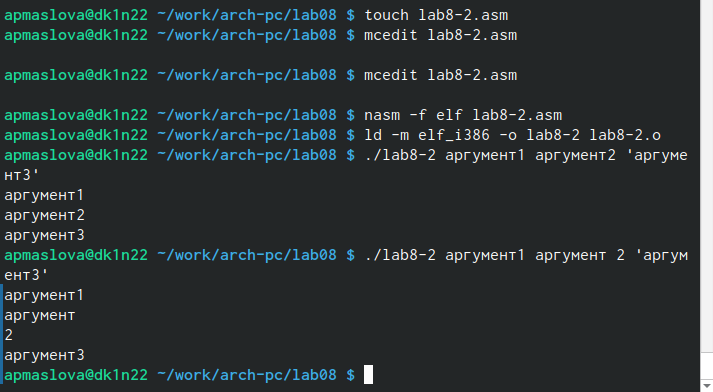 apmaslova@dk1n22 ~/work/arch-pc/lab08 $ touch lab8-2.asm
apmaslova@dk1n22 ~/work/arch-pc/lab08 $ mcedit lab8-2.asm
apmaslova@dk1n22 ~/work/arch-pc/lab08 $ mcedit lab8-2.asm
apmaslova@dk1n22 ~/work/arch-pc/lab08 $ nasm -f elf lab8-2.asm
apmaslova@dk1n22 ~/work/arch-pc/lab08 $ ld -m elf_i386 -o lab8-2 lab8-2.o
apmaslova@dk1n22 ~/work/arch-pc/lab08 $ ./lab8-2 аргумент1 аргумент2 'аргуме
нт3'
аргумент1
аргумент2
аргумент3
apmaslova@dk1n22 ~/work/arch-pc/lab08 $ ./lab8-2 аргумент1 аргумент 2 'аргум
ент3'
аргумент1
аргумент
2
аргумент3
apmaslova@dk1n22 ~/work/arch-pc/lab08 $